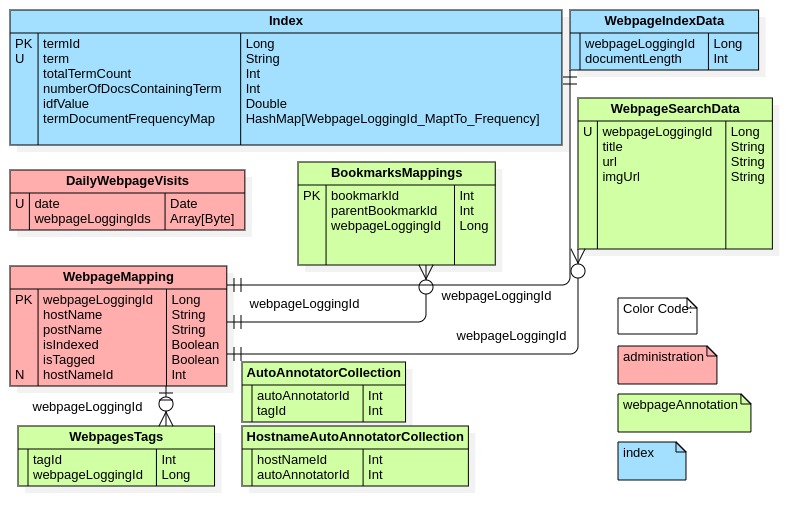 Index
PK termId Long
U term String
totalTermCount Int
numberOfDocsContainingTerm Int
idfValue Double
termDocumentFrequencyMap HashMap[WebpageLoggingId_MaptTo_Frequency]
WebpageIndexData
webpageLoggingId Long
documentLength Int
WebpageSearchData
U webpageLoggingId Long
title String
url String
imgUrl String
DailyWebpageVisits
U date Date
webpageLoggingIds Array[Byte]
BookmarksMappings
PK bookmarkId Int
parentBookmarkId Int
webpageLoggingId Long
WebpageMapping
PK webpageLoggingId Long
hostName String
postName String
isIndexed Boolean
isTagged Boolean
N hostNameId Int
webpageLoggingId
webpageLoggingId
webpageLoggingId
webpageLoggingId
AutoAnnotatorCollection
autoAnnotatorId Int
tagId Int
WebpagesTags
tagId Int
webpageLoggingId Long
HostnameAutoAnnotatorCollection
hostNameId Int
autoAnnotatorId Int
Color Code:
administration
webpageAnnotation
index